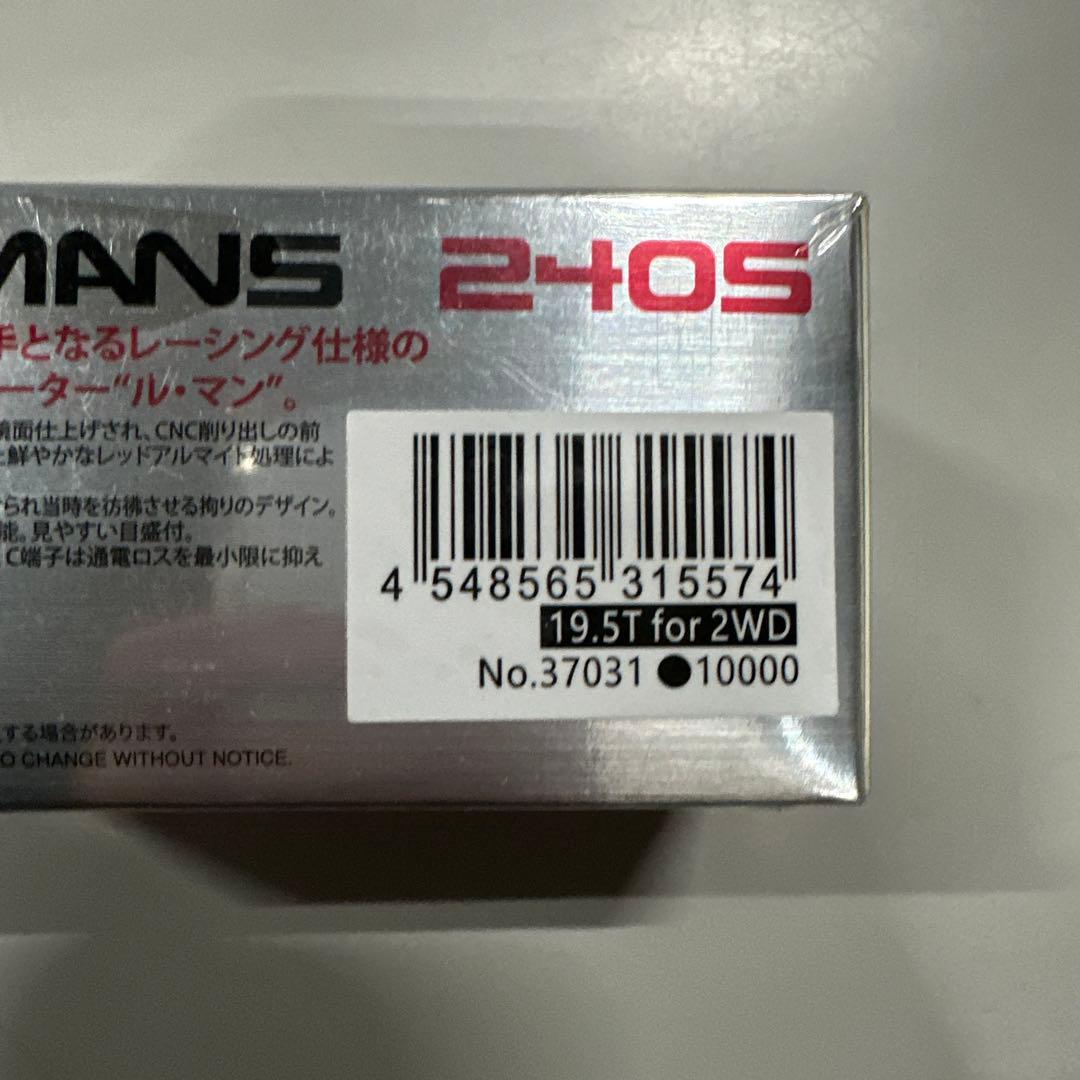 MANS 240S
手となるレーシング仕様の
ーター"ル・マン"。
鏡面仕上げされ、CNC削り出しの前
と鮮やかなレッドアルマイト処理によ
られ当時を彷彿させる拘りのデザイン。
能。見やすい目盛付。
C端子は通電ロスを最小限に抑え
4 548565 315574
19.5T for 2WD
No.37031 ●10000
する場合があります。
O CHANGE WITHOUT NOTICE.